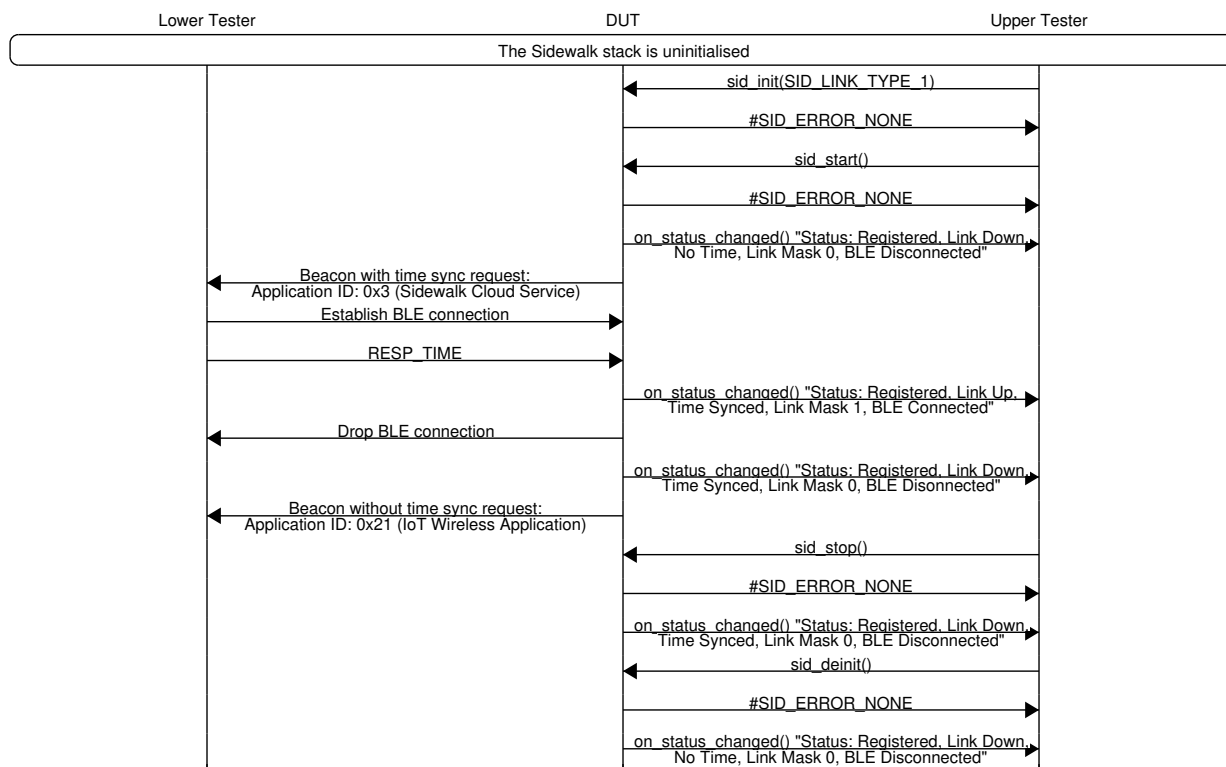 Lower Tester
DUT
Upper Tester
The Sidewalk stack is uninitialised
sid_init(SID_LINK_TYPE_1)
#SID_ERROR_NONE
sid_start()
#SID_ERROR_NONE
on_status_changed() "Status: Registered, Link Down,
No Time, Link Mask 0, BLE Disconnected"
Beacon with time sync request:
Application ID: 0x3 (Sidewalk Cloud Service)
Establish BLE connection
RESP_TIME
on_status_changed() "Status: Registered, Link Up,
Time Synced, Link Mask 1, BLE Connected"
Drop BLE connection
on_status_changed() "Status: Registered, Link Down,
Time Synced, Link Mask 0, BLE Disonnected"
Beacon without time sync request:
Application ID: 0x21 (IoT Wireless Application)
sid_stop()
#SID_ERROR_NONE
on_status_changed() "Status: Registered, Link Down,
Time Synced, Link Mask 0, BLE Disconnected"
sid_deinit()
#SID_ERROR_NONE
on_status_changed() "Status: Registered, Link Down,
No Time, Link Mask 0, BLE Disconnected"